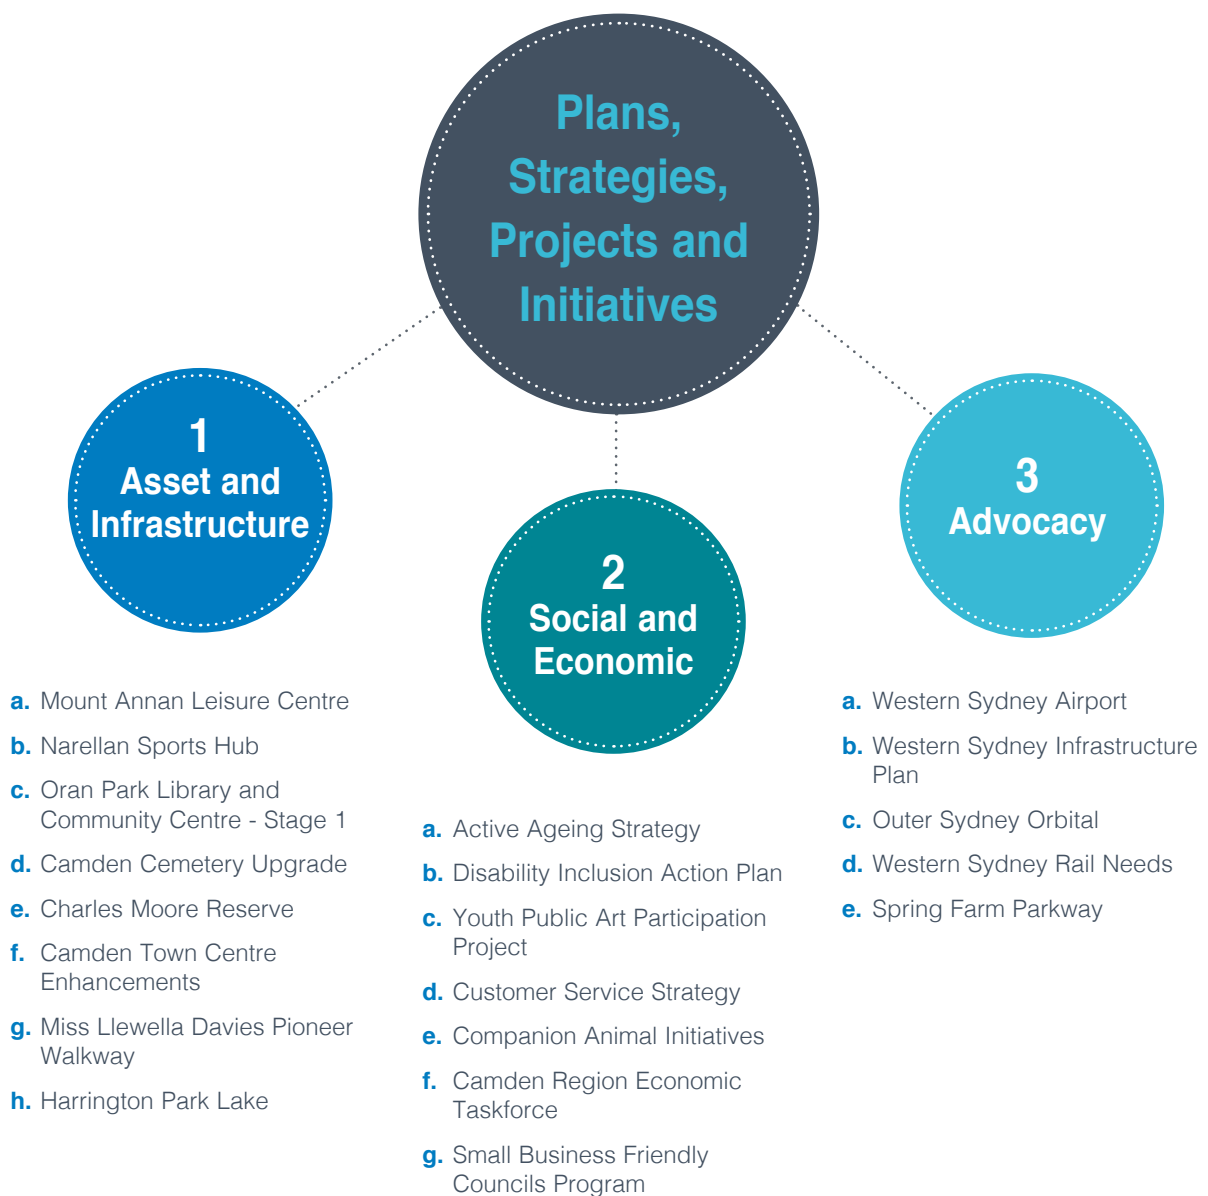 Plans,
Strategies,
Projects and
Initiatives
1
Asset and
Infrastructure
a. Mount Annan Leisure Centre
b. Narellan Sports Hub
c. Oran Park Library and
Community Centre - Stage 1
d. Camden Cemetery Upgrade
e. Charles Moore Reserve
f. Camden Town Centre
Enhancements
g. Miss Llewella Davies Pioneer
Walkway
h. Harrington Park Lake
2
Social and
Economic
a. Active Ageing Strategy
b. Disability Inclusion Action Plan
c. Youth Public Art Participation
Project
d. Customer Service Strategy
e. Companion Animal Initiatives
f. Camden Region Economic
Taskforce
g. Small Business Friendly
Councils Program
3
Advocacy
a. Western Sydney Airport
b. Western Sydney Infrastructure
Plan
c. Outer Sydney Orbital
d. Western Sydney Rail Needs
e. Spring Farm Parkway